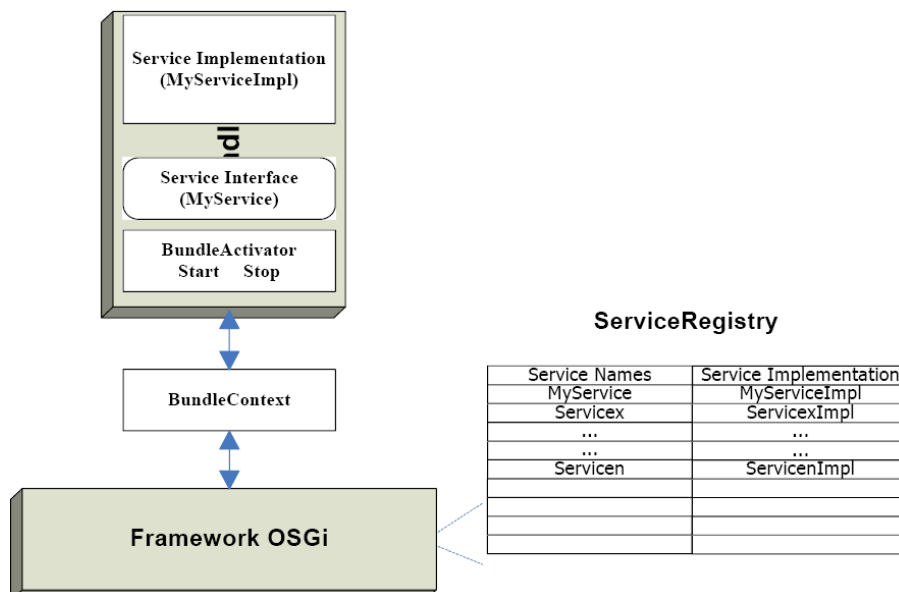 Service Implementation
(MyServiceImpl)
Service Interface
(MyService)
BundleActivator
Start Stop
BundleContext
Framework OSGi
ServiceRegistry
Service Names Service Implementation
MyService MyServiceImpl
Servicex ServicexImpl
... ...
... ...
Servicen ServicenImpl